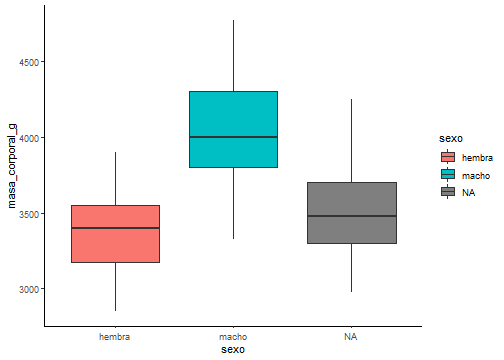 masa_corporal_g
4500
4000
3500
3000
hembra
macho
NA
sexo
sexo
hembra
macho
NA